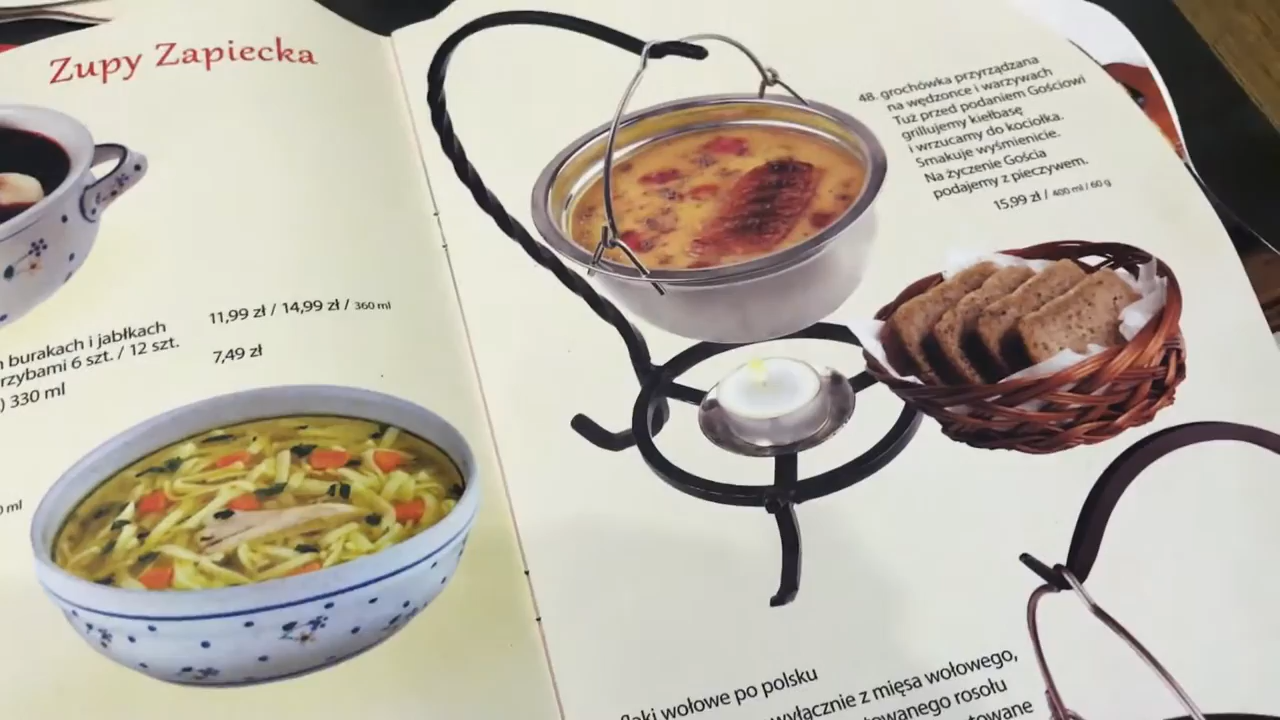 Zupy Zapiecka
burakach i jabłkach
11,99 zł / 14,99 zł / 360 ml
6 szt. / 12 szt.
7,49 zł
) 330 ml
ml
48. grochówka przyrządzana
na wędzonce i warzywach
Tuż przed podaniem Gościowi
grillujemy kiełbasę
i wrzucamy do kociołka.
Smakuje wyśmienicie.
Na życzenie Gościa
podajemy z pieczywem.
15,99 zł / 400 ml / 60 g
wołowe po polsku
wyłącznie z mięsa wołowego,
rosołu